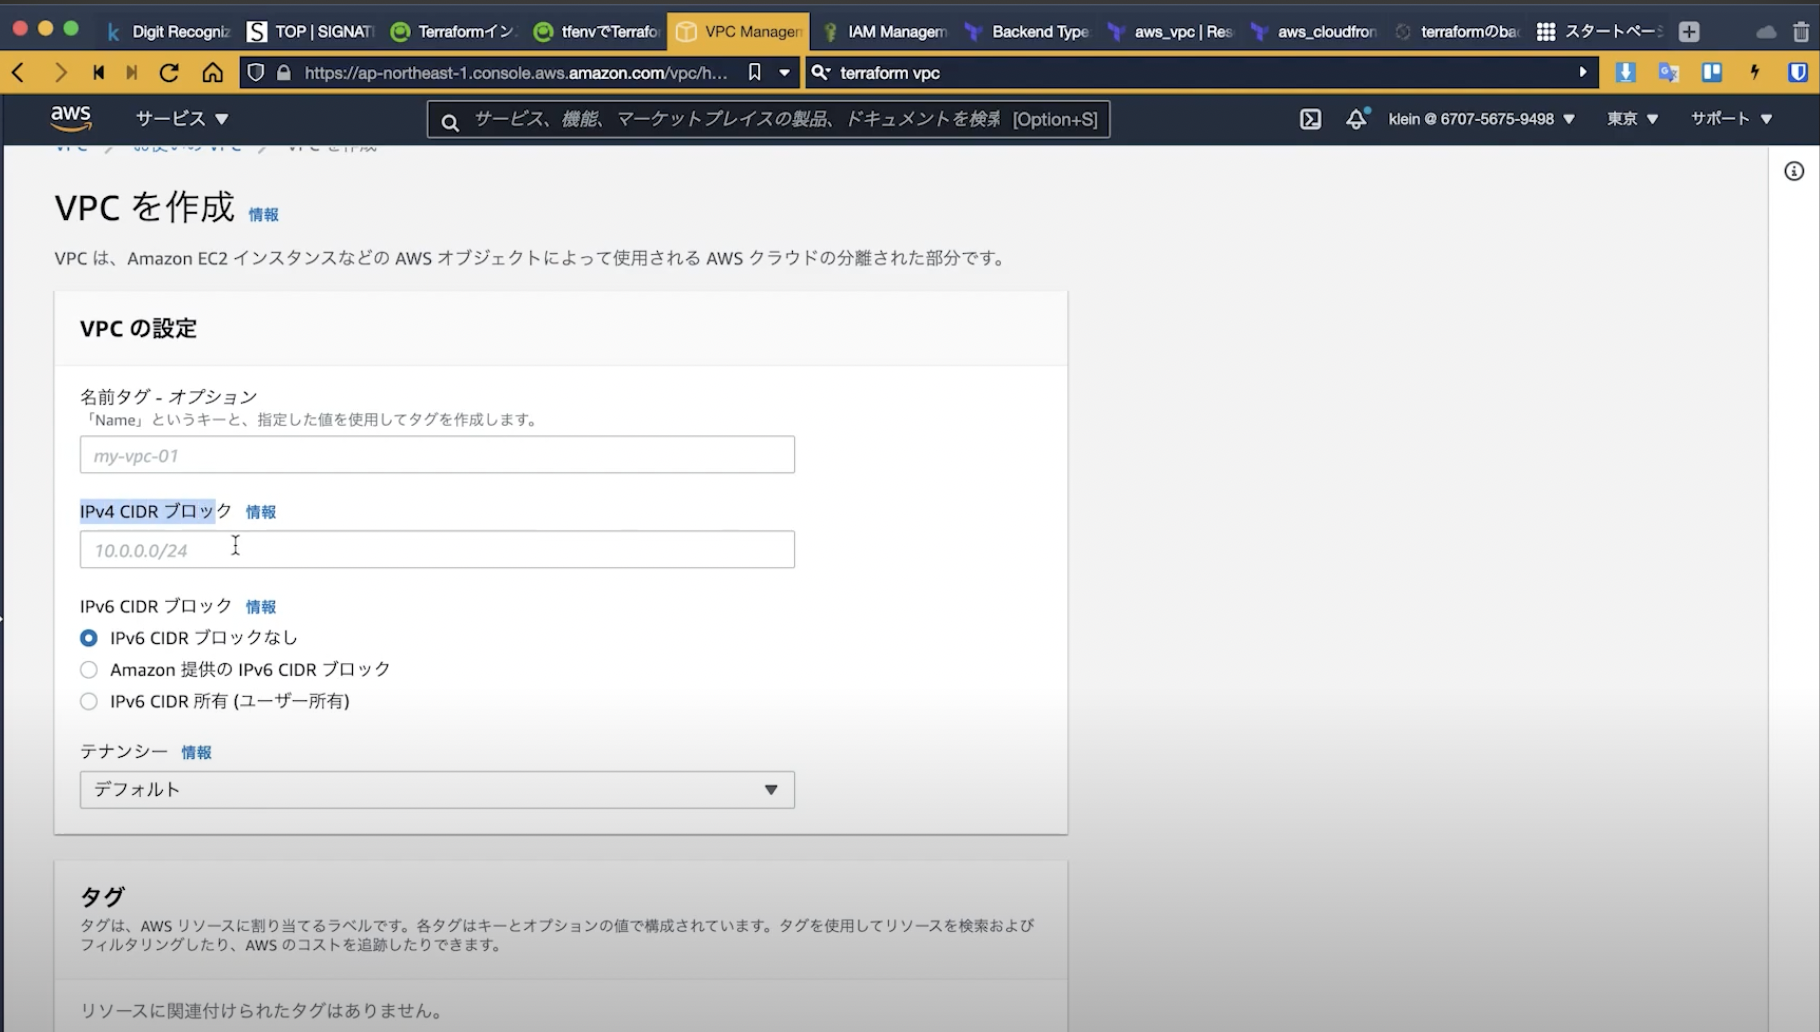 Digit Recogniz
TOP | SIGNAT
Terraformイン
tfenvでTerrafo
VPC Managem
IAM Managem
Backend Type
aws_vpc | Res
aws_cloudfron
terraformのbac
スタートページ
https://ap-northeast-1.console.aws.amazon.com/vpc/h...
terraform vpc
aws
サービス ▼
サービス、機能、マーケットプレイスの製品、ドキュメントを検索 [Option+S]
klein @ 6707-5675-9498 ▼
東京 ▼
サポート ▼
VPC を作成 情報
VPC は、Amazon EC2 インスタンスなどの AWS オブジェクトによって使用される AWS クラウドの分離された部分です。
VPC の設定
名前タグ - オプション
「Name」というキーと、指定した値を使用してタグを作成します。
my-vpc-01
IPv4 CIDR ブロック 情報
10.0.0.0/24
IPv6 CIDR ブロック 情報
IPv6 CIDR ブロックなし
Amazon 提供の IPv6 CIDR ブロック
IPv6 CIDR 所有 (ユーザー所有)
テナンシー 情報
デフォルト
タグ
タグは、AWS リソースに割り当てるラベルです。各タグはキーとオプションの値で構成されています。タグを使用してリソースを検索および
フィルタリングしたり、AWS のコストを追跡したりできます。
リソースに関連付けられたタグはありません。